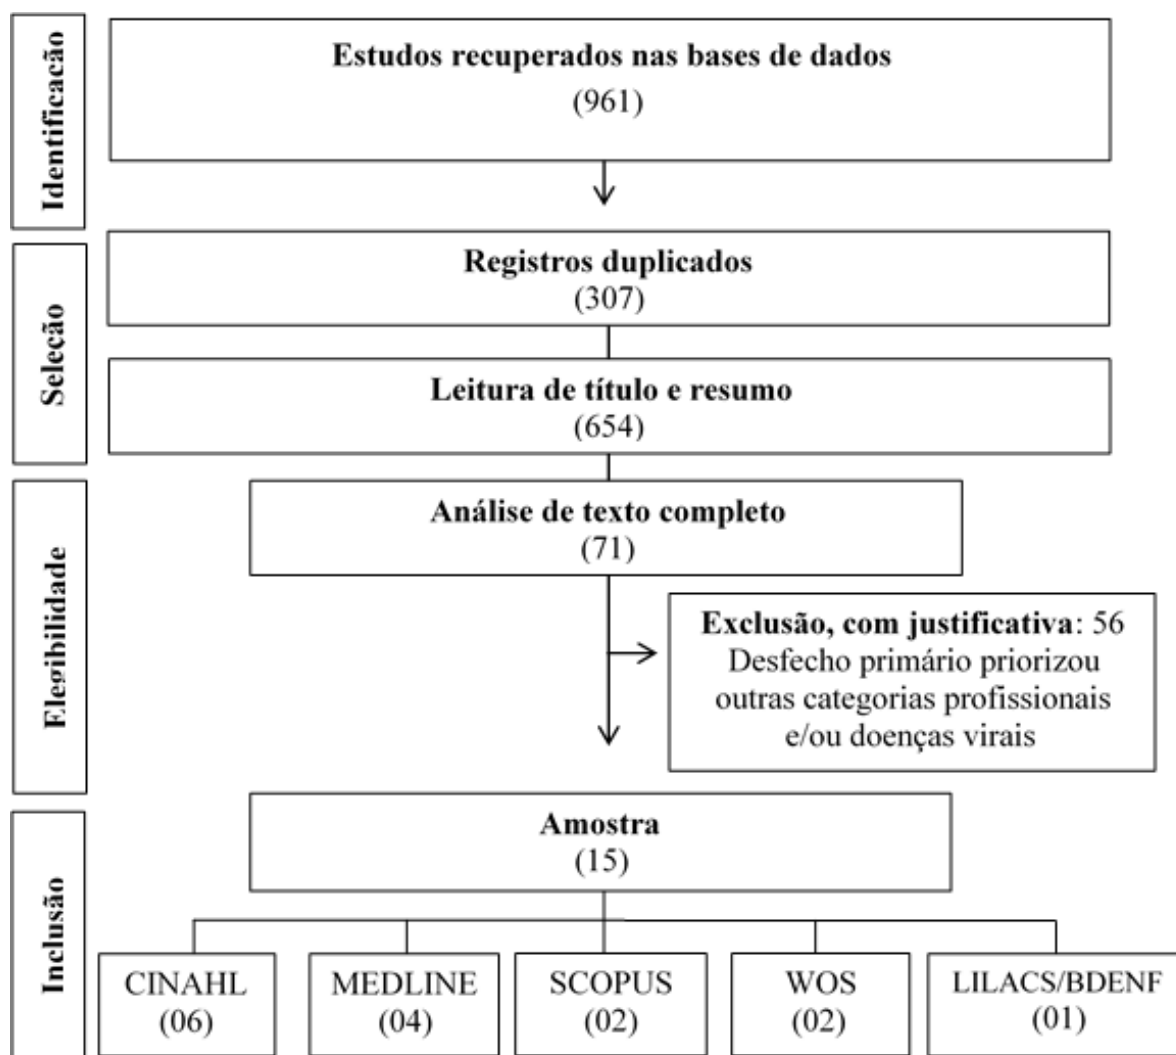 Identificação
Estudos recuperados nas bases de dados
(961)
Seleção
Registros duplicados
(307)
Leitura de título e resumo
(654)
Elegibilidade
Análise de texto completo
(71)
Exclusão, com justificativa: 56
Desfecho primário priorizou
outras categorias profissionais
e/ou doenças virais
Inclusão
Amostra
(15)
CINAHL
(06)
MEDLINE
(04)
SCOPUS
(02)
WOS
(02)
LILACS/BDENF
(01)